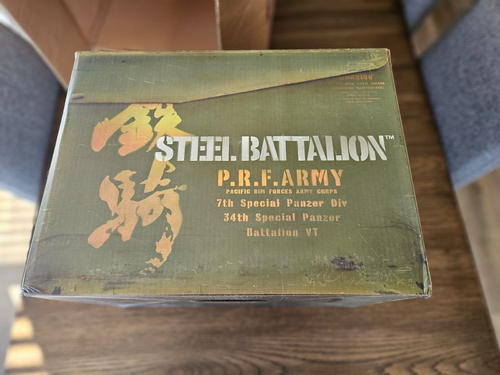 鉄騎
STEEL BATTALION™
P.R.F.ARMY
PACIFIC RIM FORCES ARMY CORPS
7th Special Panzer Div
34th Special Panzer
Battalion VT